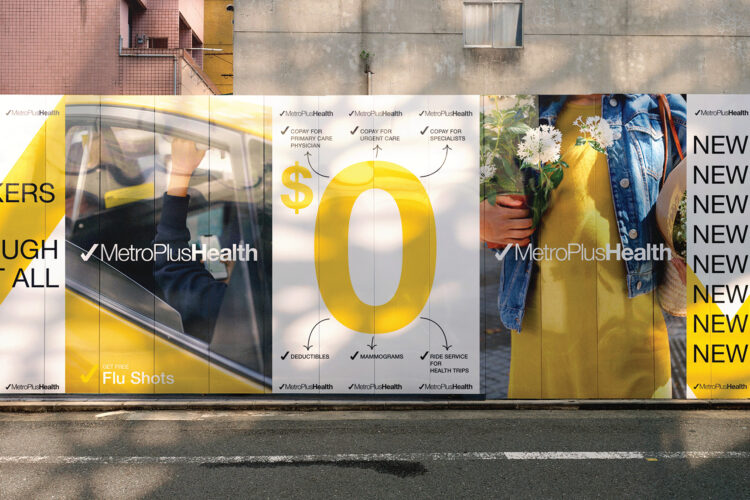 ✓MetroPlusHealth
KERS
UGH
T ALL
✓MetroPlusHealth
✓MetroPlusHealth
GET FREE
✓Flu Shots
✓MetroPlusHealth
✓MetroPlusHealth
✓MetroPlusHealth
✓COPAY FOR
PRIMARY CARE
PHYSICIAN
✓COPAY FOR
URGENT CARE
✓COPAY FOR
SPECIALISTS
$0
✓DEDUCTIBLES
✓MAMMOGRAMS
✓RIDE SERVICE
FOR
HEALTH TRIPS
✓MetroPlusHealth
✓MetroPlusHealth
✓MetroPlusHealth
✓MetroPlusHealth
✓MetroPlusHealth
NEW
NEW
NEW
NEW
NEW
NEW
NEW
NEW
✓MetroPlusHealth